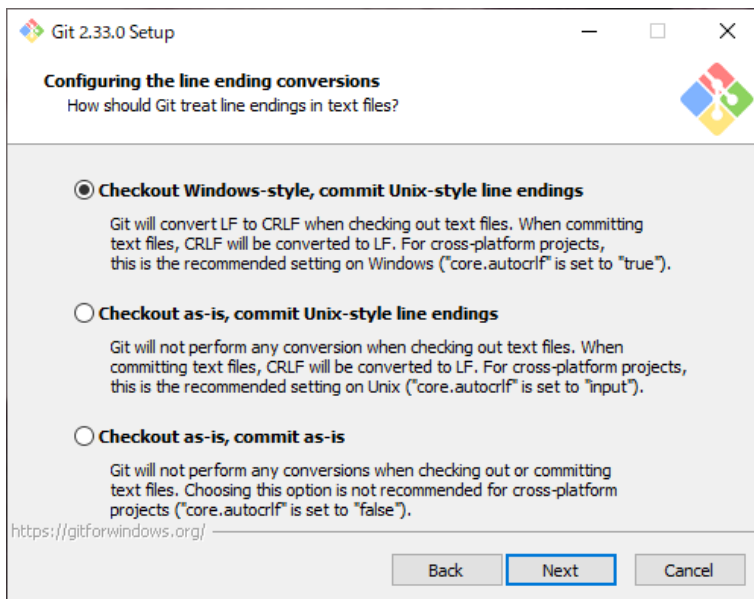 Git 2.33.0 Setup
Configuring the line ending conversions
How should Git treat line endings in text files?
Checkout Windows-style, commit Unix-style line endings
Git will convert LF to CRLF when checking out text files. When committing
text files, CRLF will be converted to LF. For cross-platform projects,
this is the recommended setting on Windows ("core.autocrlf" is set to "true").
Checkout as-is, commit Unix-style line endings
Git will not perform any conversion when checking out text files. When
committing text files, CRLF will be converted to LF. For cross-platform projects,
this is the recommended setting on Unix ("core.autocrlf" is set to "input").
Checkout as-is, commit as-is
Git will not perform any conversions when checking out or committing
text files. Choosing this option is not recommended for cross-platform
projects ("core.autocrlf" is set to "false").
https://gitforwindows.org/
Back Next Cancel